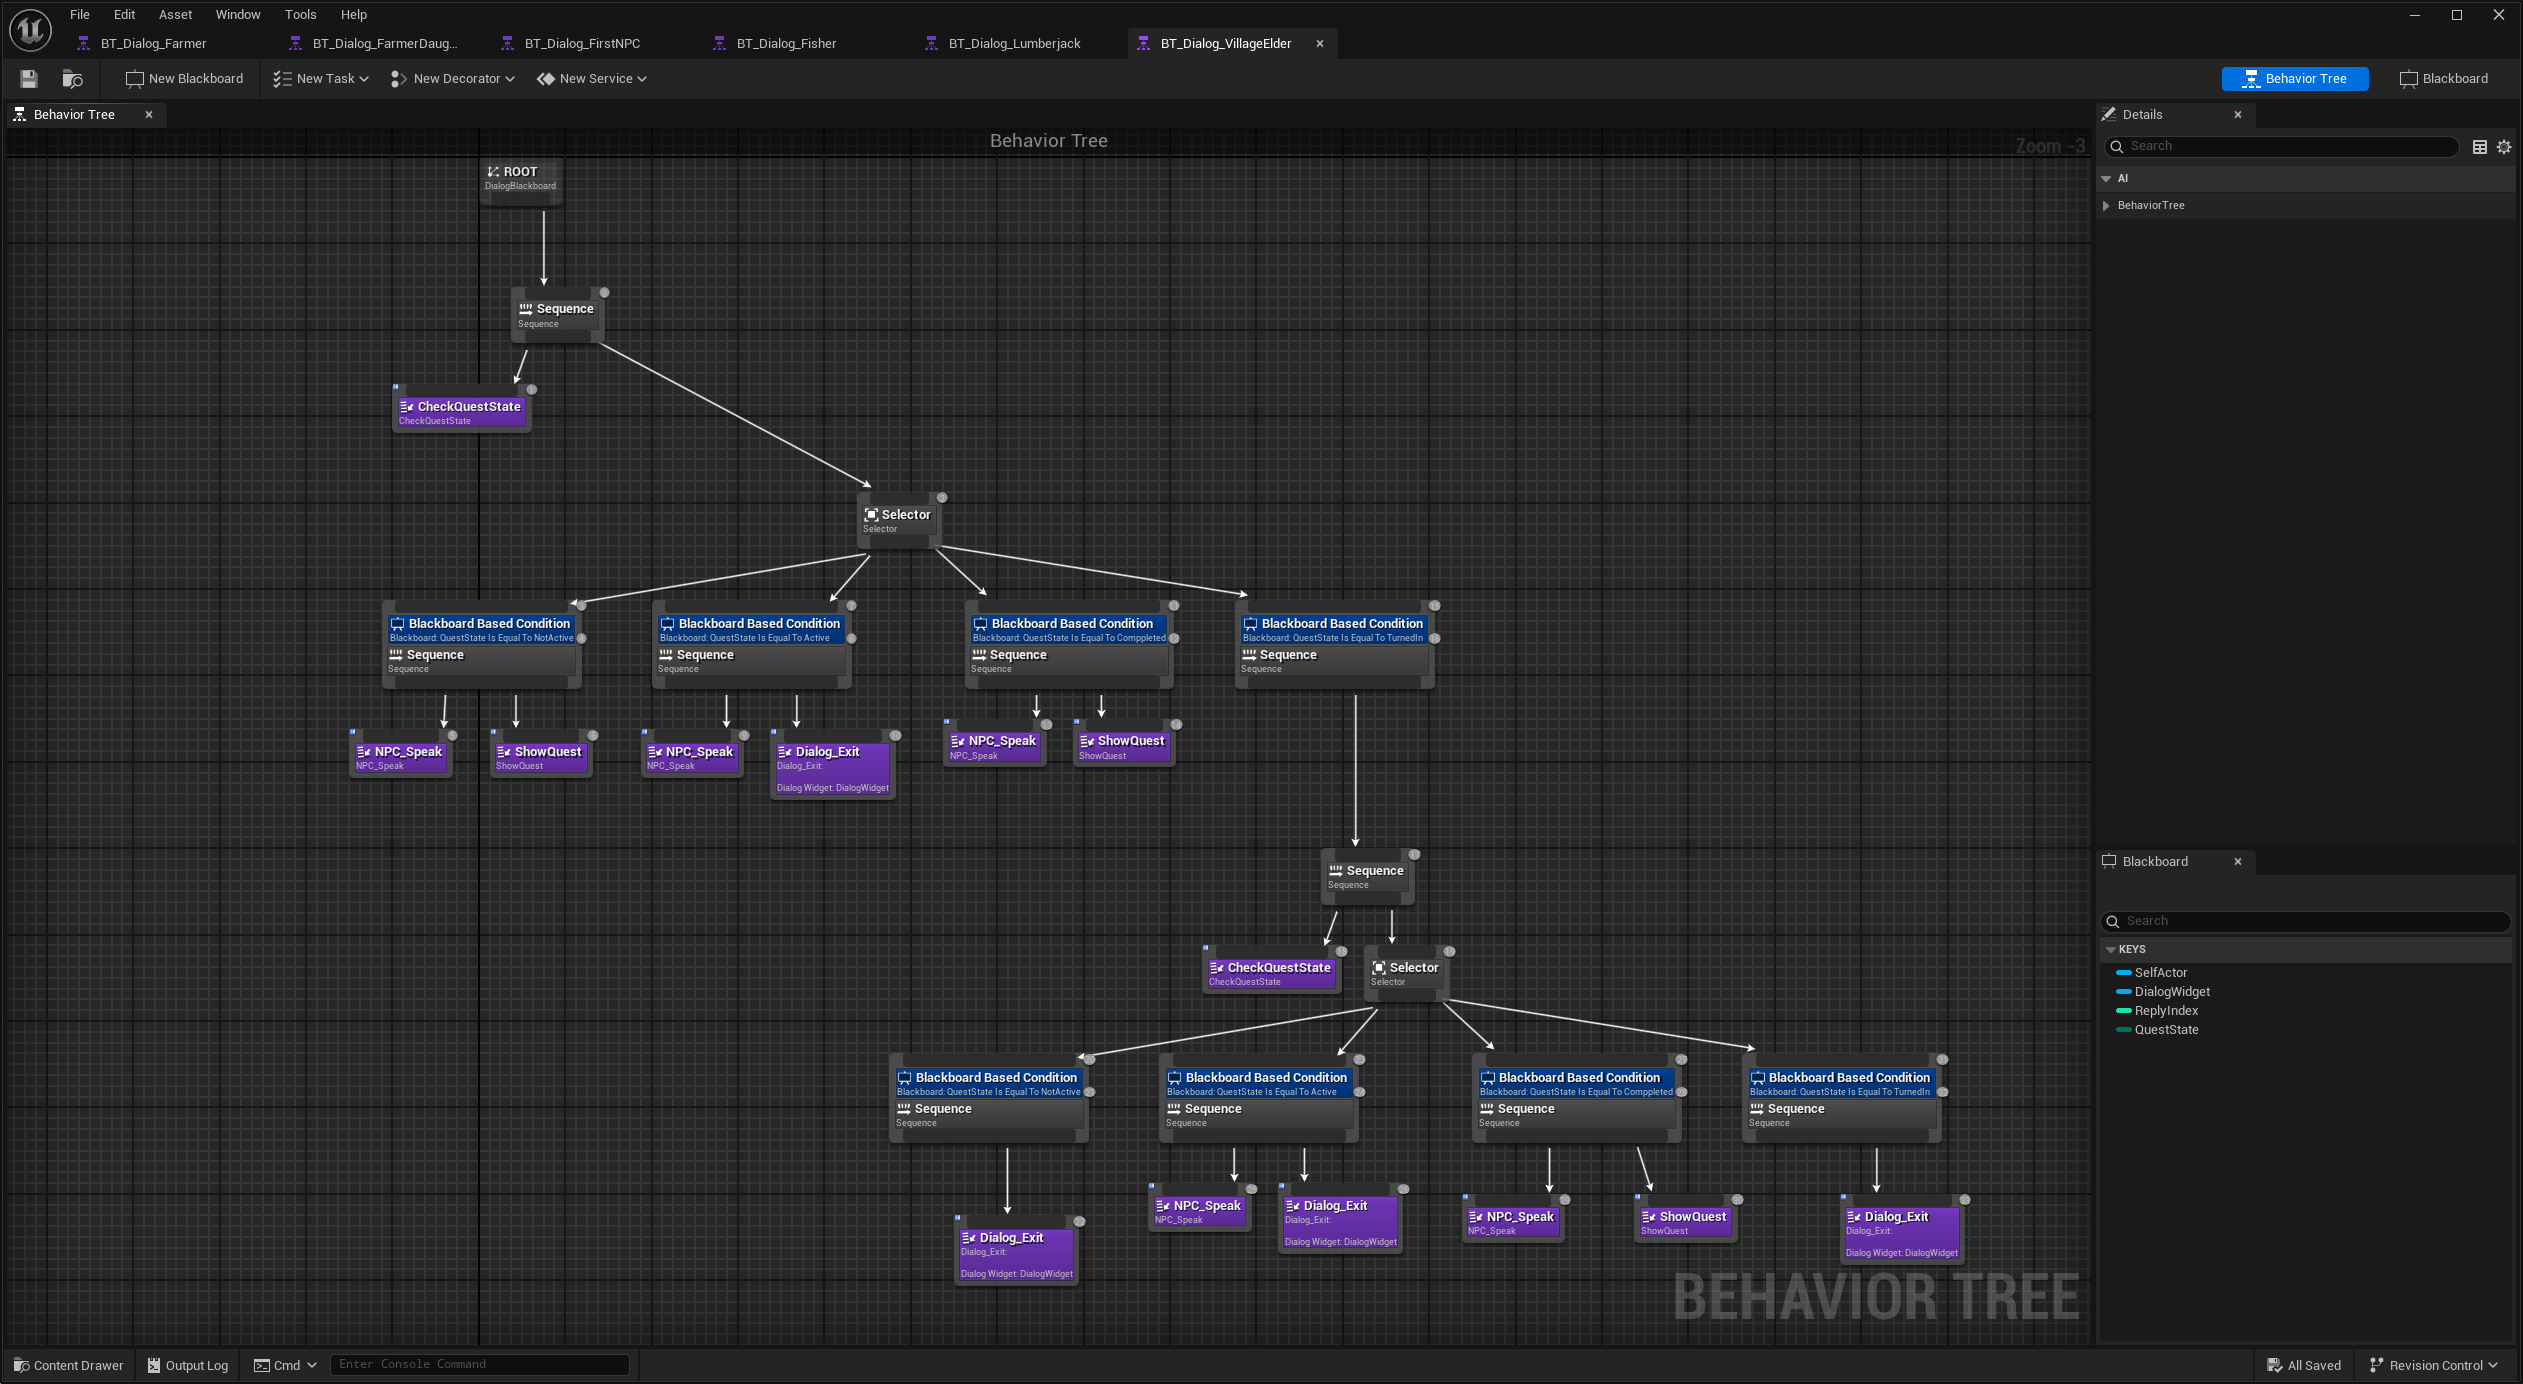 File Edit Asset Window Tools Help
BT_Dialog_Farmer BT_Dialog_FarmerDaug... BT_Dialog_FirstNPC BT_Dialog_Fisher BT_Dialog_Lumberjack BT_Dialog_VillageElder
New Blackboard New Task New Decorator New Service Behavior Tree Blackboard
Behavior Tree
Behavior Tree
Zoom -3
ROOT
DialogBlackboard
Sequence
Sequence
CheckQuestState
CheckQuestState
Selector
Selector
Blackboard Based Condition
Blackboard: QuestState Is Equal To NotActive
Sequence
Sequence
Blackboard Based Condition
Blackboard: QuestState Is Equal To Active
Sequence
Sequence
Blackboard Based Condition
Blackboard: QuestState Is Equal To Comppleted
Sequence
Sequence
Blackboard Based Condition
Blackboard: QuestState Is Equal To TurnedIn
Sequence
Sequence
NPC_Speak
NPC_Speak
ShowQuest
ShowQuest
NPC_Speak
NPC_Speak
Dialog_Exit
Dialog_Exit:
Dialog Widget: DialogWidget
NPC_Speak
NPC_Speak
ShowQuest
ShowQuest
Sequence
Sequence
CheckQuestState
CheckQuestState
Selector
Selector
Blackboard Based Condition
Blackboard: QuestState Is Equal To NotActive
Sequence
Sequence
Blackboard Based Condition
Blackboard: QuestState Is Equal To Active
Sequence
Sequence
Blackboard Based Condition
Blackboard: QuestState Is Equal To Comppleted
Sequence
Sequence
Blackboard Based Condition
Blackboard: QuestState Is Equal To TurnedIn
Sequence
Sequence
Dialog_Exit
Dialog_Exit:
Dialog Widget: DialogWidget
NPC_Speak
NPC_Speak
Dialog_Exit
Dialog_Exit:
Dialog Widget: DialogWidget
NPC_Speak
NPC_Speak
ShowQuest
ShowQuest
Dialog_Exit
Dialog_Exit:
Dialog Widget: DialogWidget
BEHAVIOR TREE
Details
Search
AI
BehaviorTree
Blackboard
Search
KEYS
SelfActor
DialogWidget
ReplyIndex
QuestState
Content Drawer Output Log Cmd Enter Console Command All Saved Revision Control